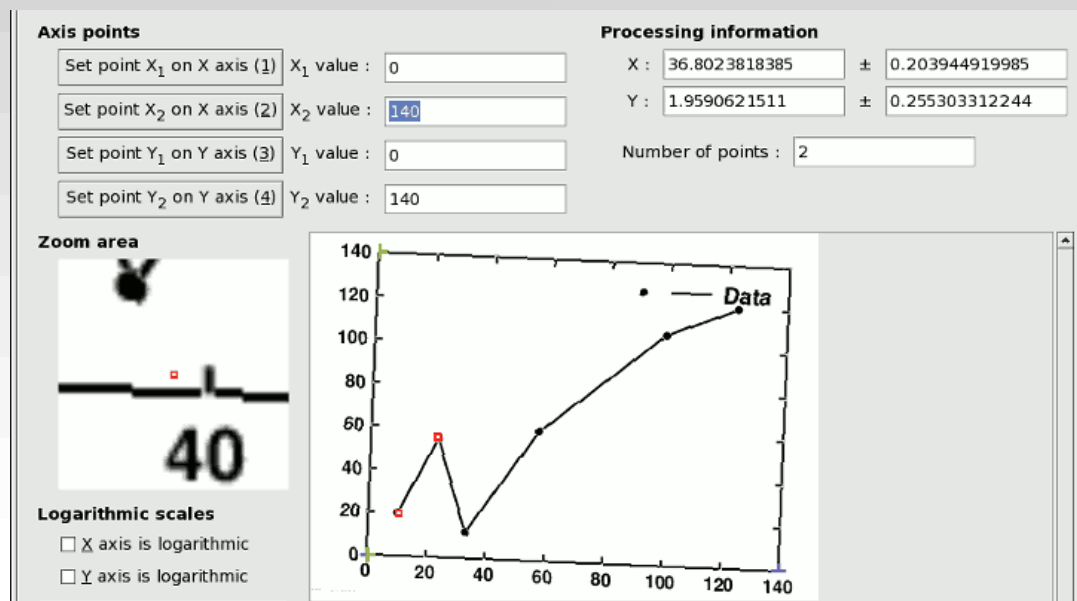 Axis points
Set point X1 on X axis (1) X1 value : 0
Set point X2 on X axis (2) X2 value : 140
Set point Y1 on Y axis (3) Y1 value : 0
Set point Y2 on Y axis (4) Y2 value : 140
Processing information
X : 36.8023818385 ± 0.203944919985
Y : 1.9590621511 ± 0.255303312244
Number of points : 2
Zoom area
40
Logarithmic scales
X axis is logarithmic
Y axis is logarithmic
140
120
100
80
60
40
20
0
Data
0 20 40 60 80 100 120 140